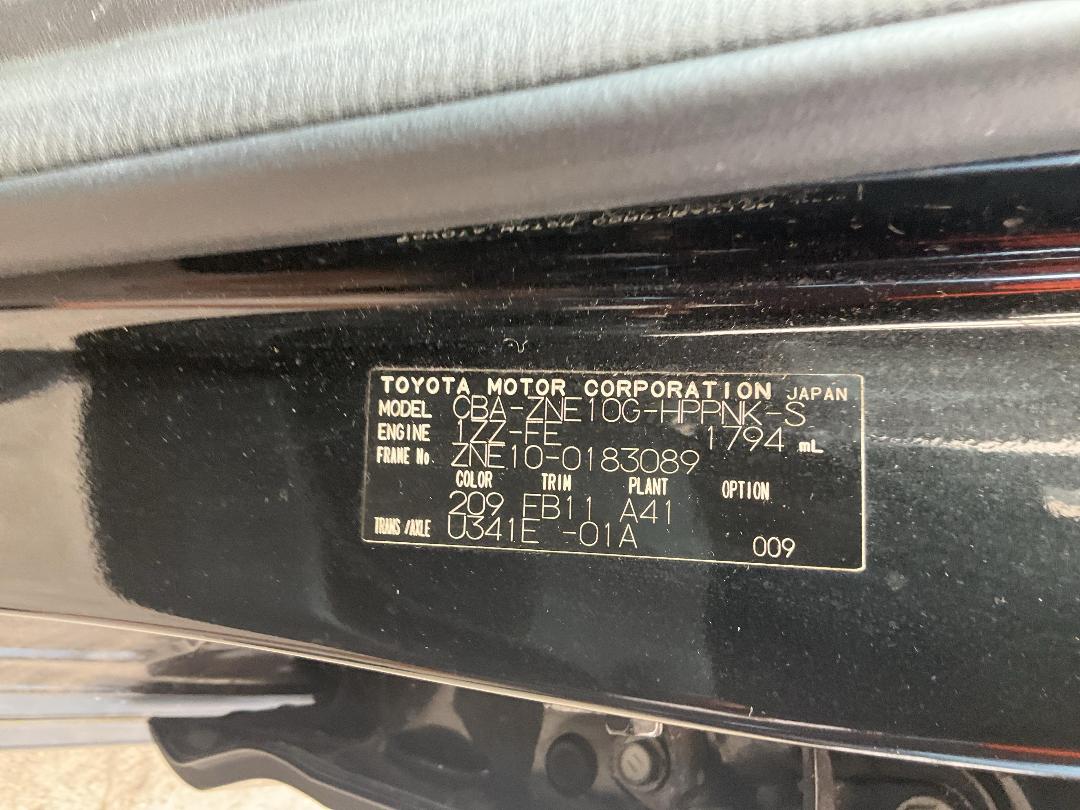 TOYOTA MOTOR CORPORATION JAPAN
MODEL CBA-ZNE10G-HPPNK-S
ENGINE 1ZZ-FE 1794 mL
FRAME No. ZNE10-0183089
COLOR TRIM PLANT OPTION
209 FB11 A41
TRANS/AXLE U341E -01A 009